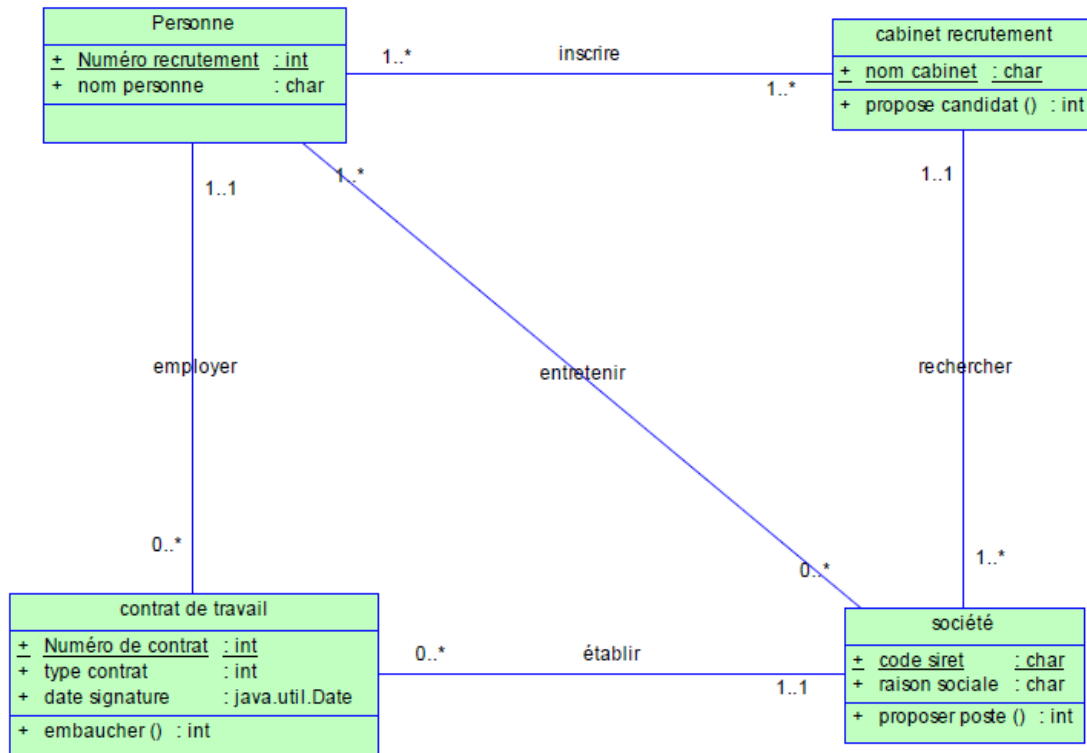 Personne
+ Numéro recrutement : int
+ nom personne : char
cabinet recrutement
+ nom cabinet : char
+ propose candidat () : int
1..*
inscrire
1..*
1..1
1..*
1..1
employer
entretenir
rechercher
0..*
0..*
1..*
contrat de travail
+ Numéro de contrat : int
+ type contrat : int
+ date signature : java.util.Date
+ embaucher () : int
0..*
établir
1..1
société
+ code siret : char
+ raison sociale : char
+ proposer poste () : int